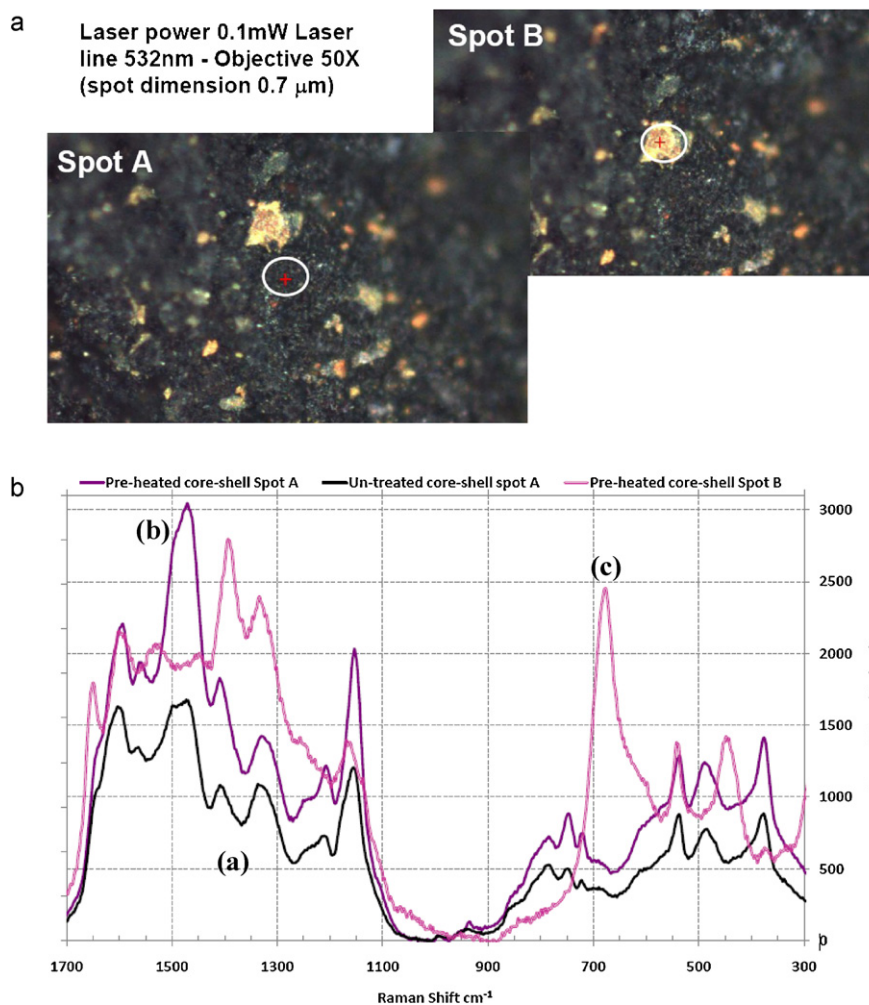 a
Laser power 0.1mW Laser
line 532nm - Objective 50X
(spot dimension 0.7 μm)
Spot B
Spot A
b
Pre-heated core-shell Spot A Un-treated core-shell spot A Pre-heated core-shell Spot B
(b)
(c)
(a)
3000
2500
2000
1500
1000
500
0
1700 1500 1300 1100 900 700 500 300
Raman Shift cm⁻¹